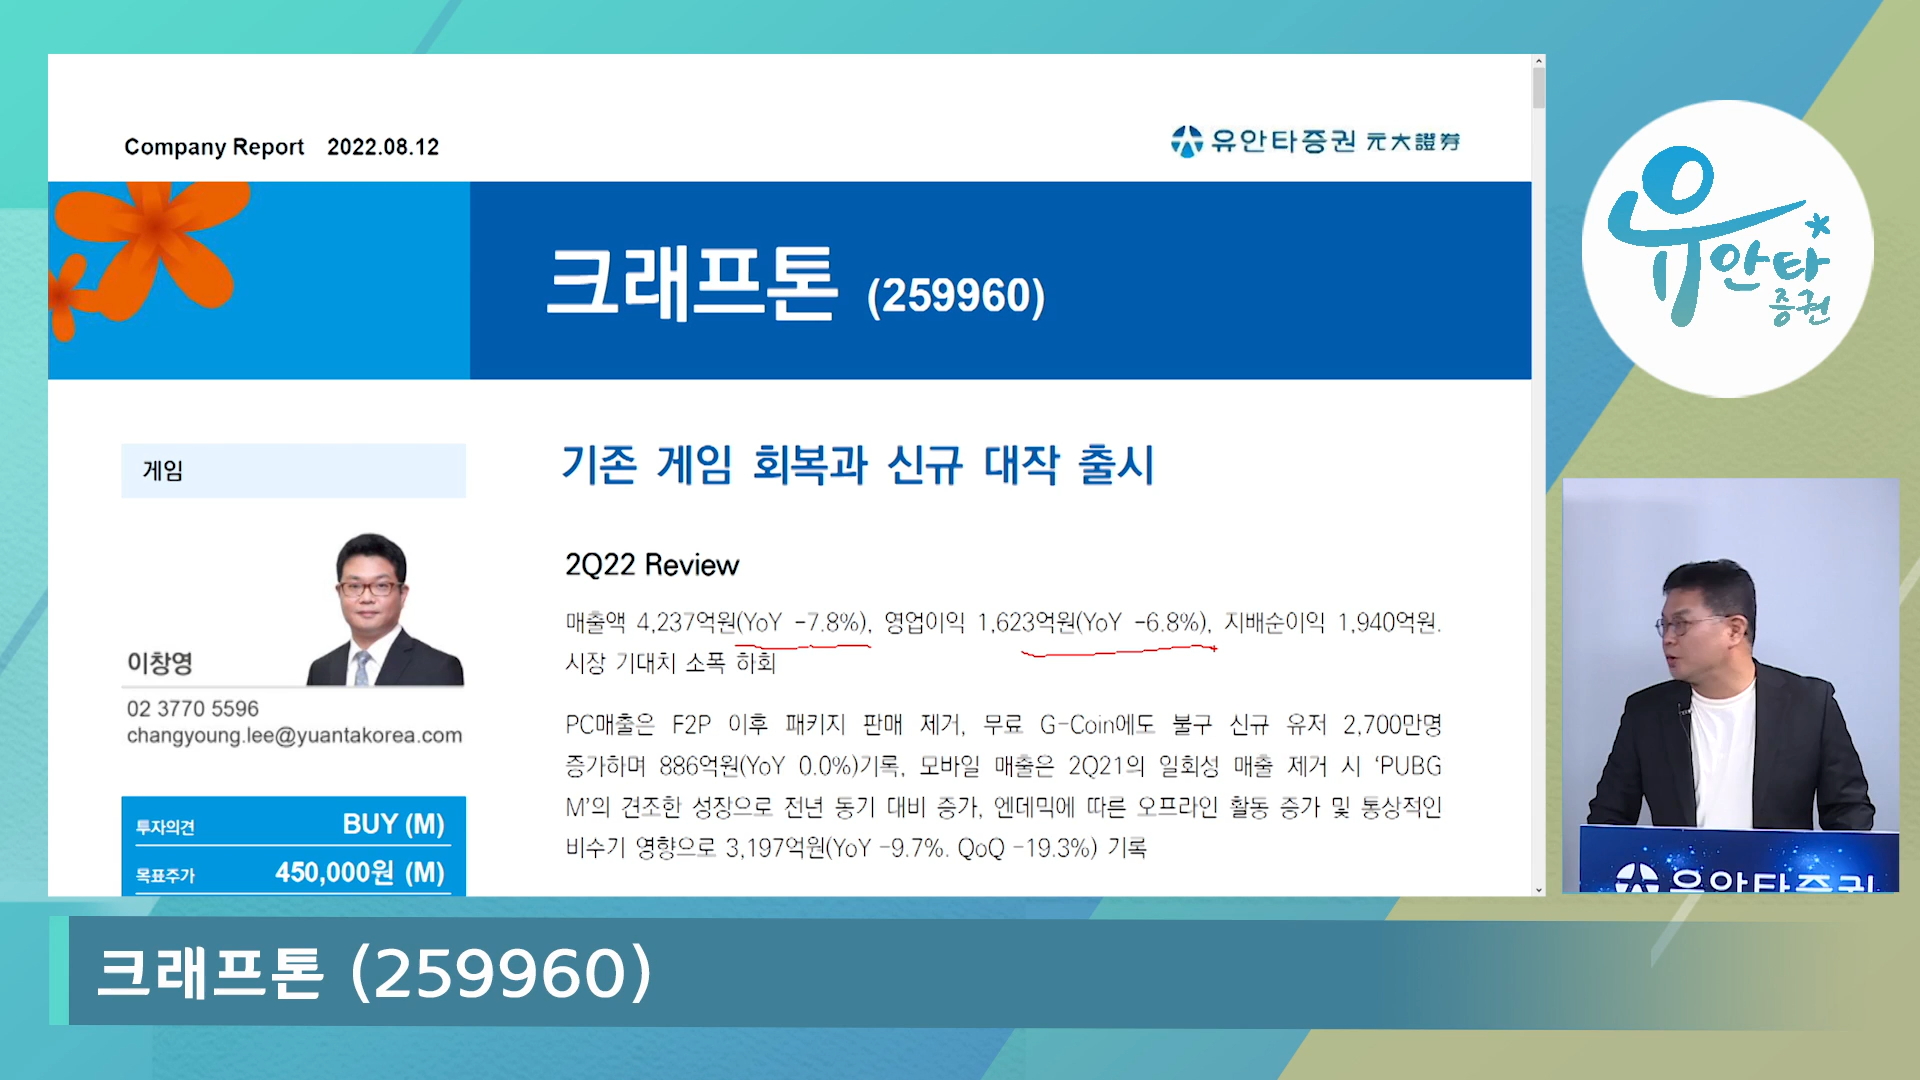 Company Report 2022.08.12
유안타증권 元大證券
크래프톤 (259960)
유안타
증권
게임
기존 게임 회복과 신규 대작 출시
2Q22 Review
매출액 4,237억원(YoY -7.8%), 영업이익 1,623억원(YoY -6.8%), 지배순이익 1,940억원.
시장 기대치 소폭 하회
이창영
02 3770 5596
changyoung.lee@yuantakorea.com
PC매출은 F2P 이후 패키지 판매 제거, 무료 G-Coin에도 불구 신규 유저 2,700만명
증가하며 886억원(YoY 0.0%)기록, 모바일 매출은 2Q21의 일회성 매출 제거 시 ‘PUBG
M’의 견조한 성장으로 전년 동기 대비 증가, 엔데믹에 따른 오프라인 활동 증가 및 통상적인
비수기 영향으로 3,197억원(YoY -9.7%. QoQ -19.3%) 기록
투자의견 BUY (M)
목표주가 450,000원 (M)
유안타증권
크래프톤 (259960)